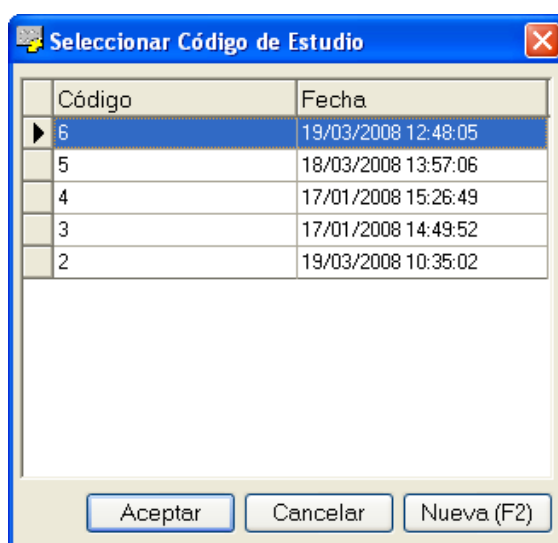 Seleccionar Código de Estudio
Código Fecha
6 19/03/2008 12:48:05
5 18/03/2008 13:57:06
4 17/01/2008 15:26:49
3 17/01/2008 14:49:52
2 19/03/2008 10:35:02
Aceptar Cancelar Nueva (F2)